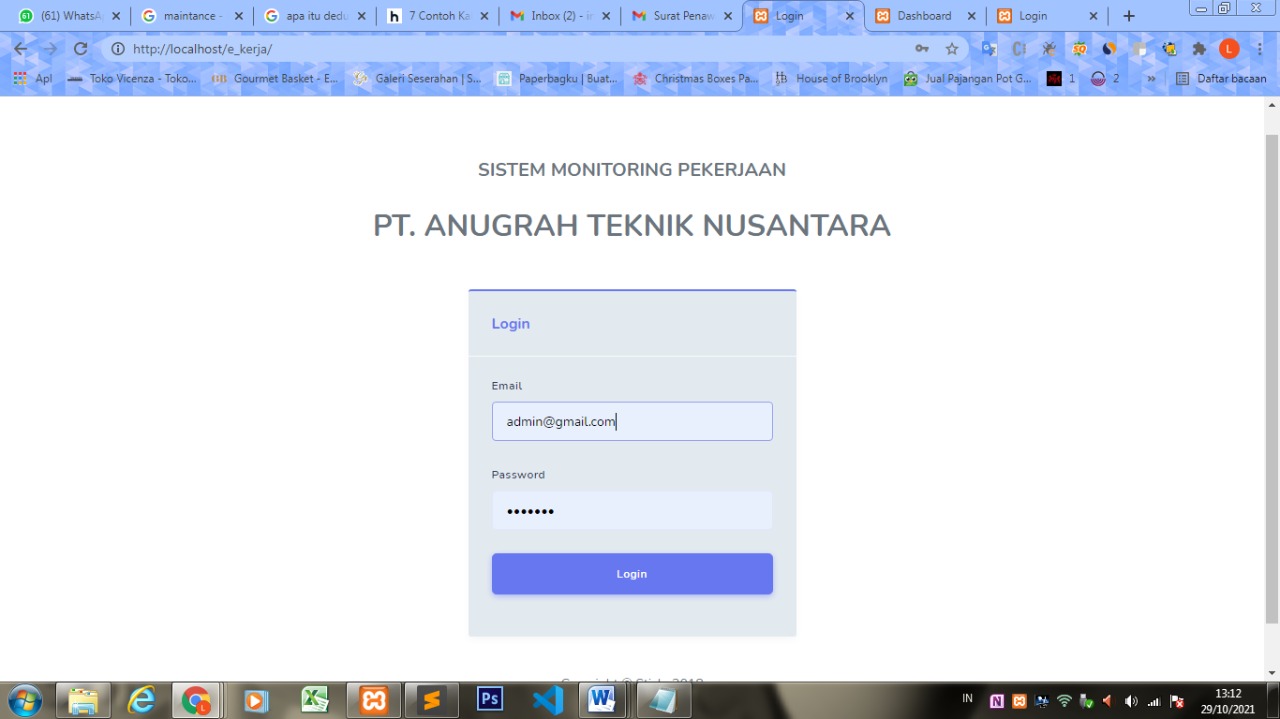 (61) WhatsA
maintance -
apa itu dedu
7 Contoh Ka
Inbox (2) - ir
Surat Penaw
Login
Dashboard
Login
http://localhost/e_kerja/
L
Apl
Toko Vicenza - Toko...
Gourmet Basket - E...
Galeri Seserahan | S...
Paperbagku | Buat...
Christmas Boxes Pa...
House of Brooklyn
Jual Pajangan Pot G...
1
2
»
Daftar bacaan
SISTEM MONITORING PEKERJAAN
PT. ANUGRAH TEKNIK NUSANTARA
Login
Email
admin@gmail.com
Password
•••••••
Login
IN
13:12
29/10/2021